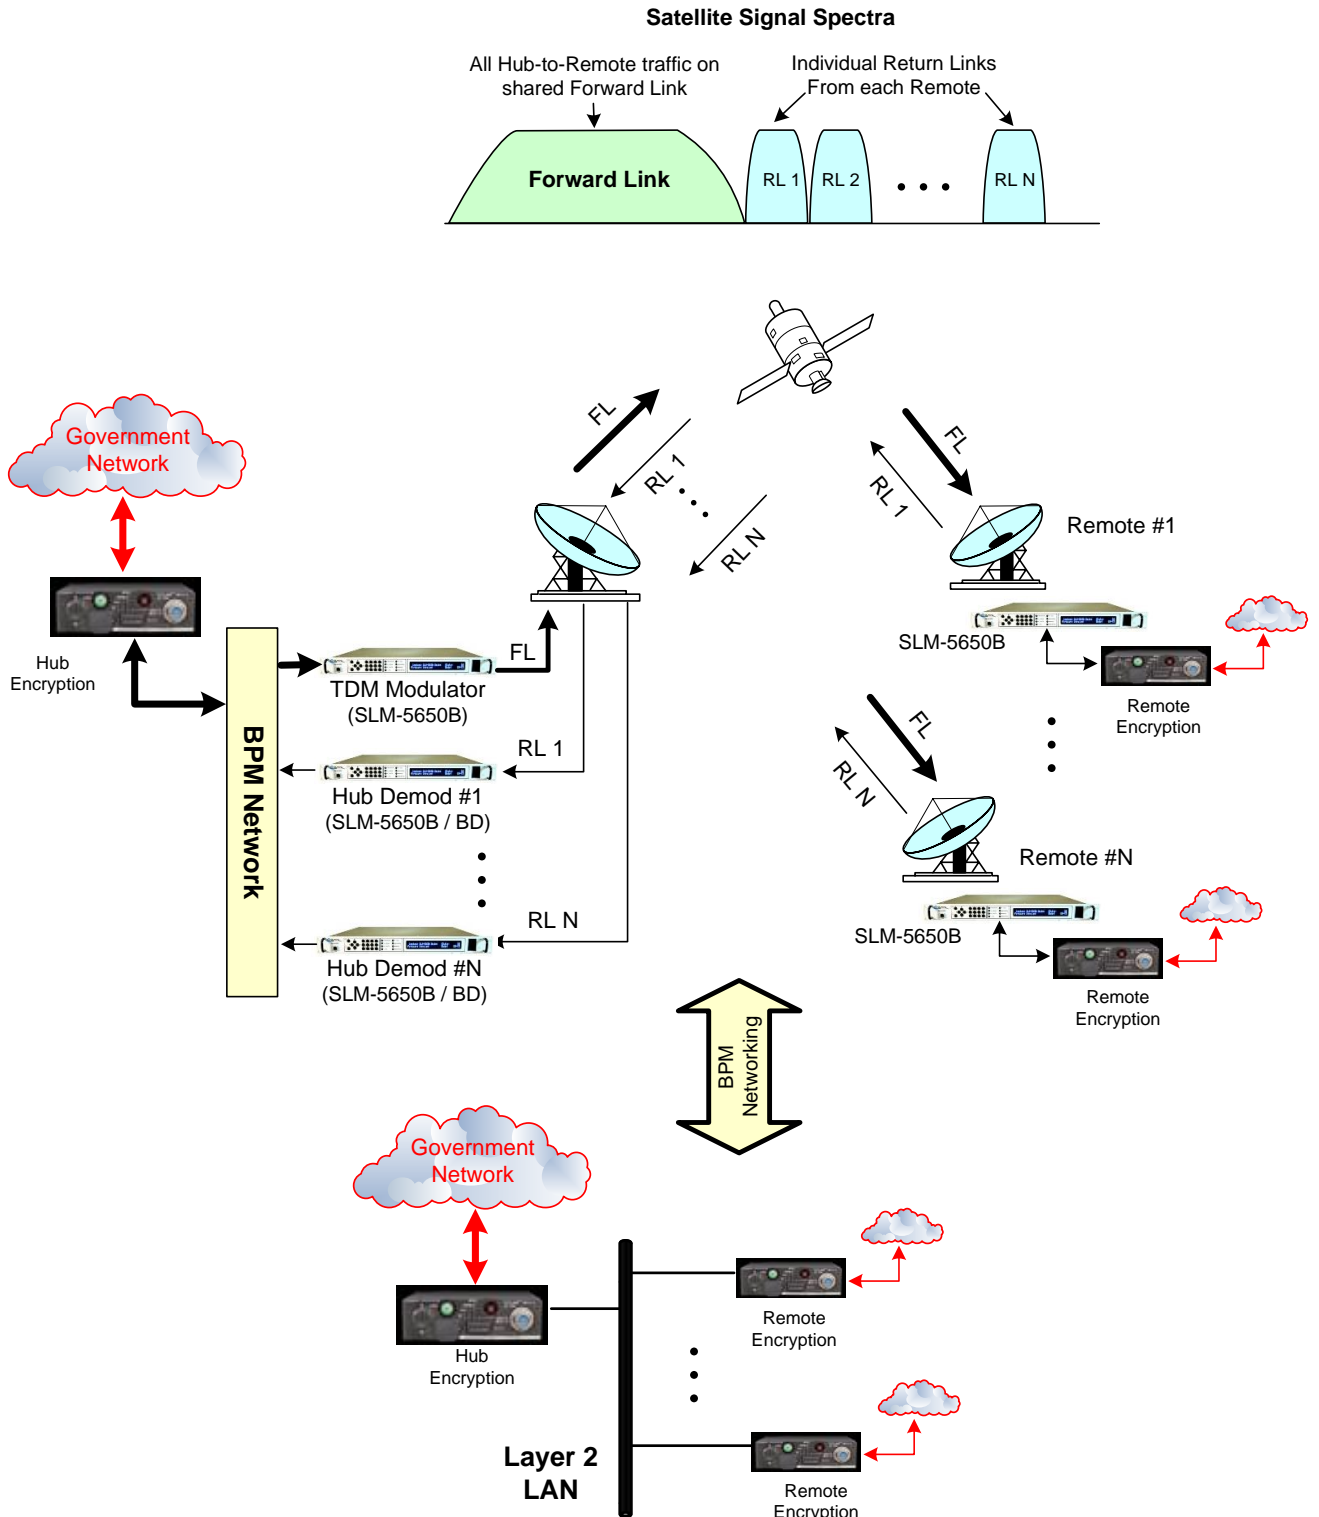 Satellite Signal Spectra
All Hub-to-Remote traffic on
shared Forward Link
Individual Return Links
From each Remote
Forward Link
RL 1
RL 2
RL N
Government
Network
FL
RL 1
RL N
FL
RL 1
Remote #1
SLM-5650B
Remote
Encryption
Hub
Encryption
BPM Network
FL
TDM Modulator
(SLM-5650B)
RL 1
Hub Demod #1
(SLM-5650B / BD)
RL N
Hub Demod #N
(SLM-5650B / BD)
FL
RL N
Remote #N
SLM-5650B
Remote
Encryption
BPM
Networking
Government
Network
Hub
Encryption
Remote
Encryption
Layer 2
LAN
Remote
Encryption